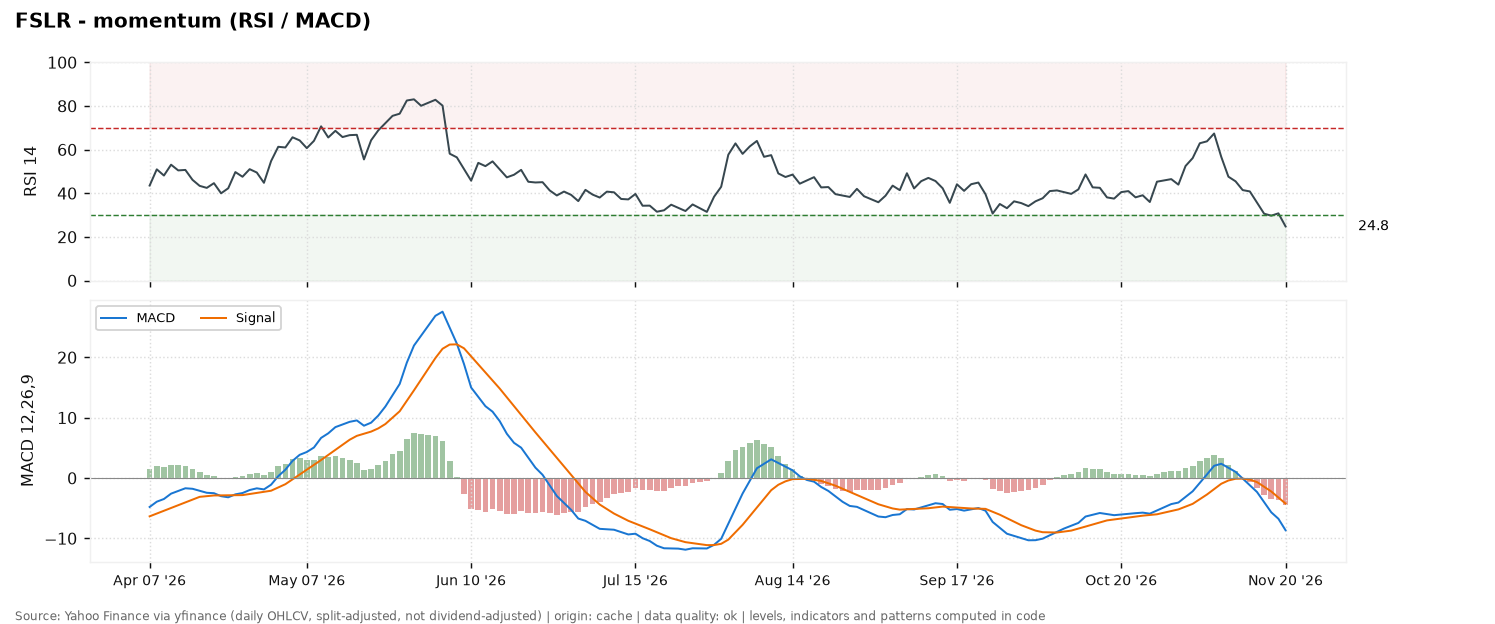 FSLR - momentum (RSI / MACD)
100
80
60
40
20
0
RSI 14
24.8
MACD
Signal
20
10
0
−10
MACD 12,26,9
Apr 07 '26
May 07 '26
Jun 10 '26
Jul 15 '26
Aug 14 '26
Sep 17 '26
Oct 20 '26
Nov 20 '26
Source: Yahoo Finance via yfinance (daily OHLCV, split-adjusted, not dividend-adjusted) | origin: cache | data quality: ok | levels, indicators and patterns computed in code